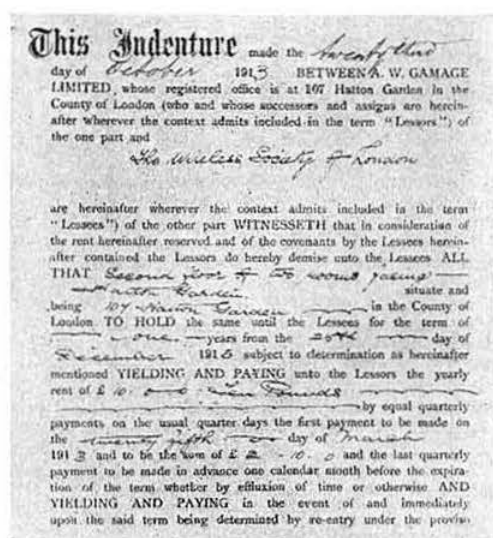 This Indenture made the twenty third
day of October 1913 BETWEEN A. W. GAMAGE
LIMITED, whose registered office is at 107 Hatton Garden in the
County of London (who and whose successors and assigns are herein-
after wherever the context admits included in the term "Lessors") of
the one part and
The Wireless Society of London
are hereinafter wherever the context admits included in the term
"Lessees") of the other part WITNESSETH that in consideration of
the rent hereinafter reserved and of the covenants by the Lessees herein-
after contained the Lessors do hereby demise unto the Lessees ALL
THAT Second floor of two rooms facing
Hatton Garden situate and
being 107 Hatton Garden in the County of
London TO HOLD the same until the Lessees for the term of
one years from the 25th day of
December 1913 subject to determination as hereinafter
mentioned YIELDING AND PAYING unto the Lessors the yearly
rent of £ 10. 0 0 Ten Pounds
by equal quarterly
payments on the usual quarter days the first payment to be made on
the twenty fifth day of March
1913 and to be the sum of £ 2 . 10. 0 and the last quarterly
payment to be made in advance one calendar month before the expira-
tion of the term whether by effluxion of time or otherwise AND
YIELDING AND PAYING in the event of and immediately
upon the said term being determined by re-entry under the proviso